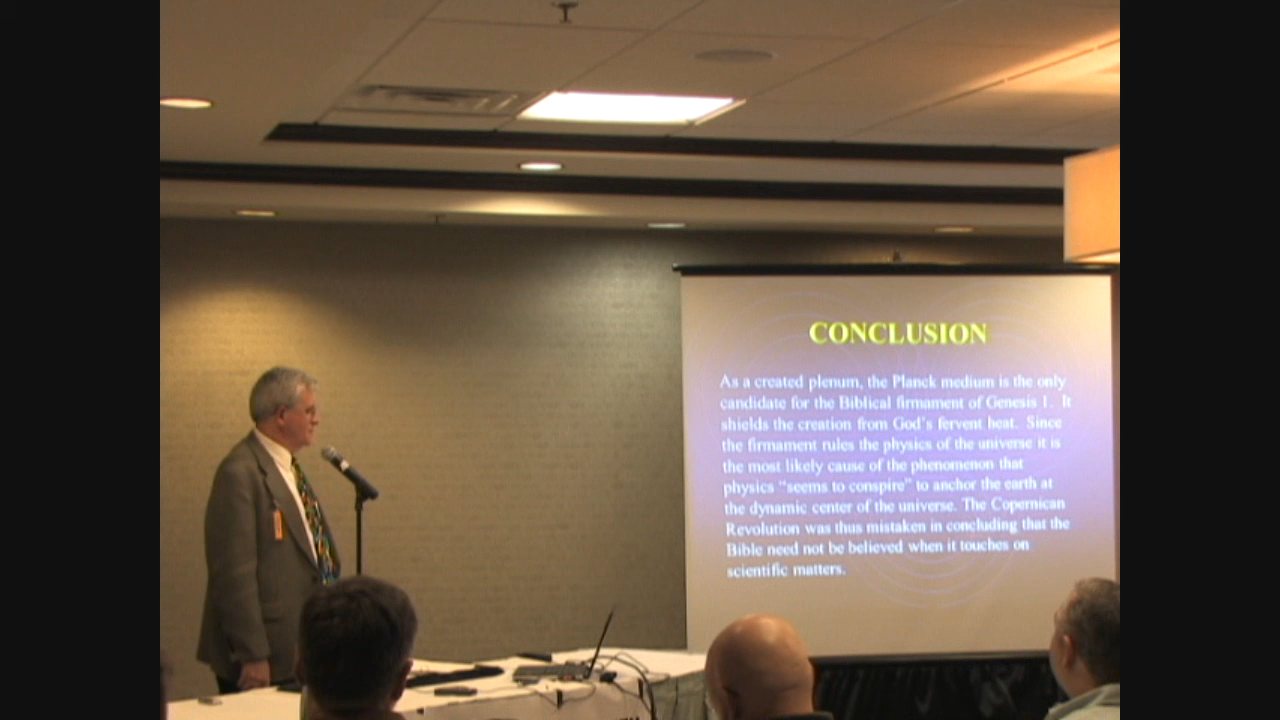 CONCLUSION
As a created plenum, the Planck medium is the only
candidate for the Biblical firmament of Genesis 1. It
shields the creation from God's fervent heat. Since
the firmament rules the physics of the universe it is
the most likely cause of the phenomenon that
physics "seems to conspire" to anchor the earth at
the dynamic center of the universe. The Copernican
Revolution was thus mistaken in concluding that the
Bible need not be believed when it touches on
scientific matters.